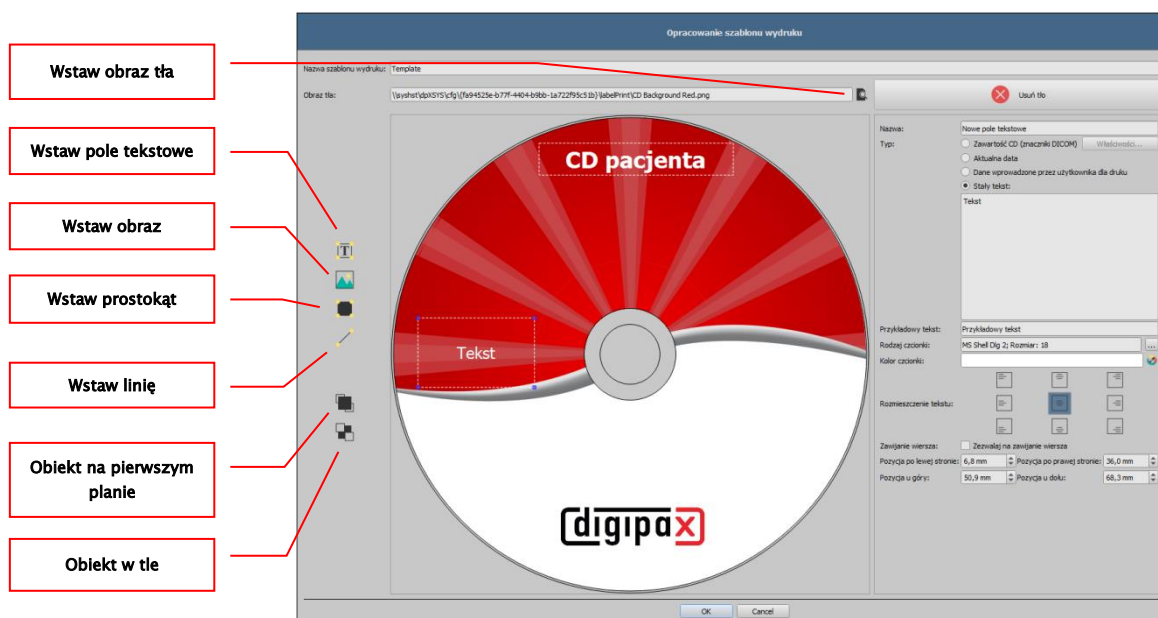 Opracowanie szablonu wydruku
Wstaw obraz tła
Nazwa szablonu wydruku: Template
Obraz tła: \\syshst\dpXSYS\cfg\{fa94525e-b77f-4404-b9bb-1a722f95c51b}\labelPrint\CD Background Red.png
Usuń tło
Wstaw pole tekstowe
Wstaw obraz
Wstaw prostokąt
Wstaw linię
Obiekt na pierwszym
planie
Obiekt w tle
CD pacjenta
Tekst
digipax
Nazwa: Nowe pole tekstowe
Typ: Zawartość CD (znaczniki DICOM) Właściwości...
Aktualna data
Dane wprowadzone przez użytkownika dla druku
Stały tekst:
Tekst
Przykładowy tekst: Przykładowy tekst
Rodzaj czcionki: MS Shell Dlg 2; Rozmiar: 18 ...
Kolor czcionki:
Rozmieszczenie tekstu:
Zawijanie wiersza: Zezwalaj na zawijanie wiersza
Pozycja po lewej stronie: 6,8 mm Pozycja po prawej stronie: 36,0 mm
Pozycja u góry: 50,9 mm Pozycja u dołu: 68,3 mm
OK Cancel